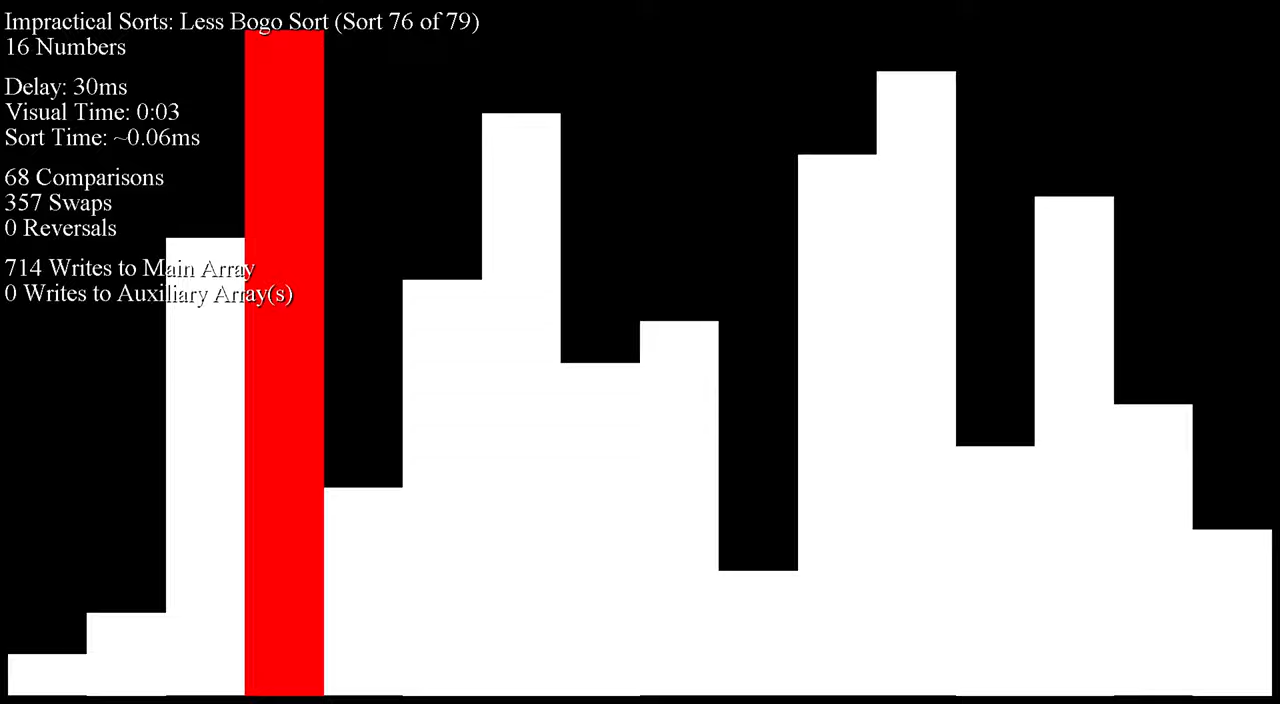 Impractical Sorts: Less Bogo Sort (Sort 76 of 79)
16 Numbers
Delay: 30ms
Visual Time: 0:03
Sort Time: ~0.06ms
68 Comparisons
357 Swaps
0 Reversals
714 Writes to Main Array
0 Writes to Auxiliary Array(s)